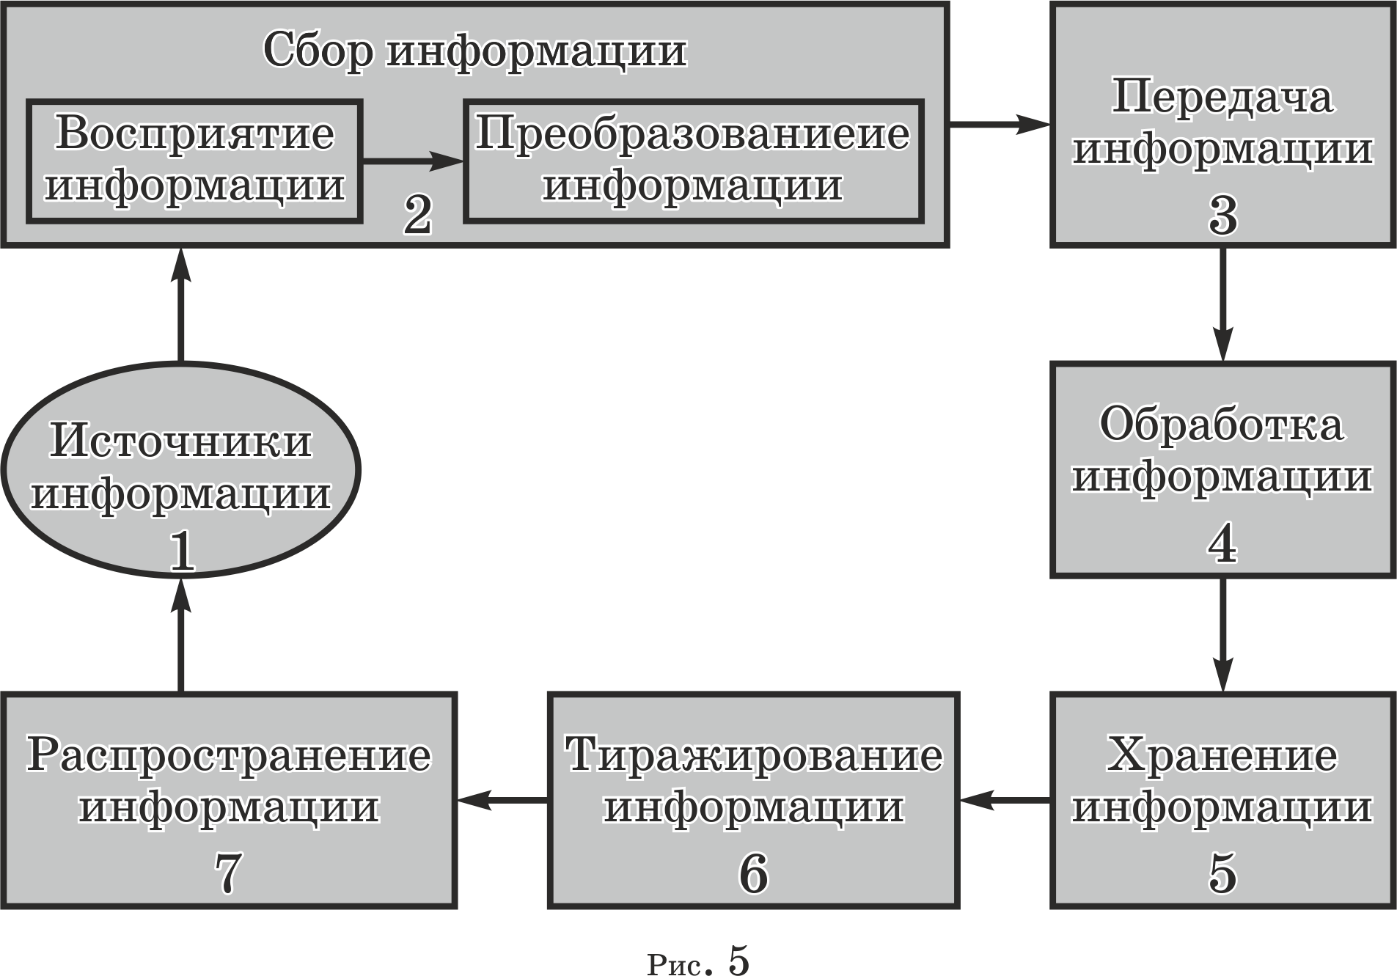 Сбор информации
Восприятие
информации
2
Преобразованиеие
информации
Передача
информации
3
Источники
информации
1
Обработка
информации
4
Распространение
информации
7
Тиражирование
информации
6
Хранение
информации
5
Рис. 5